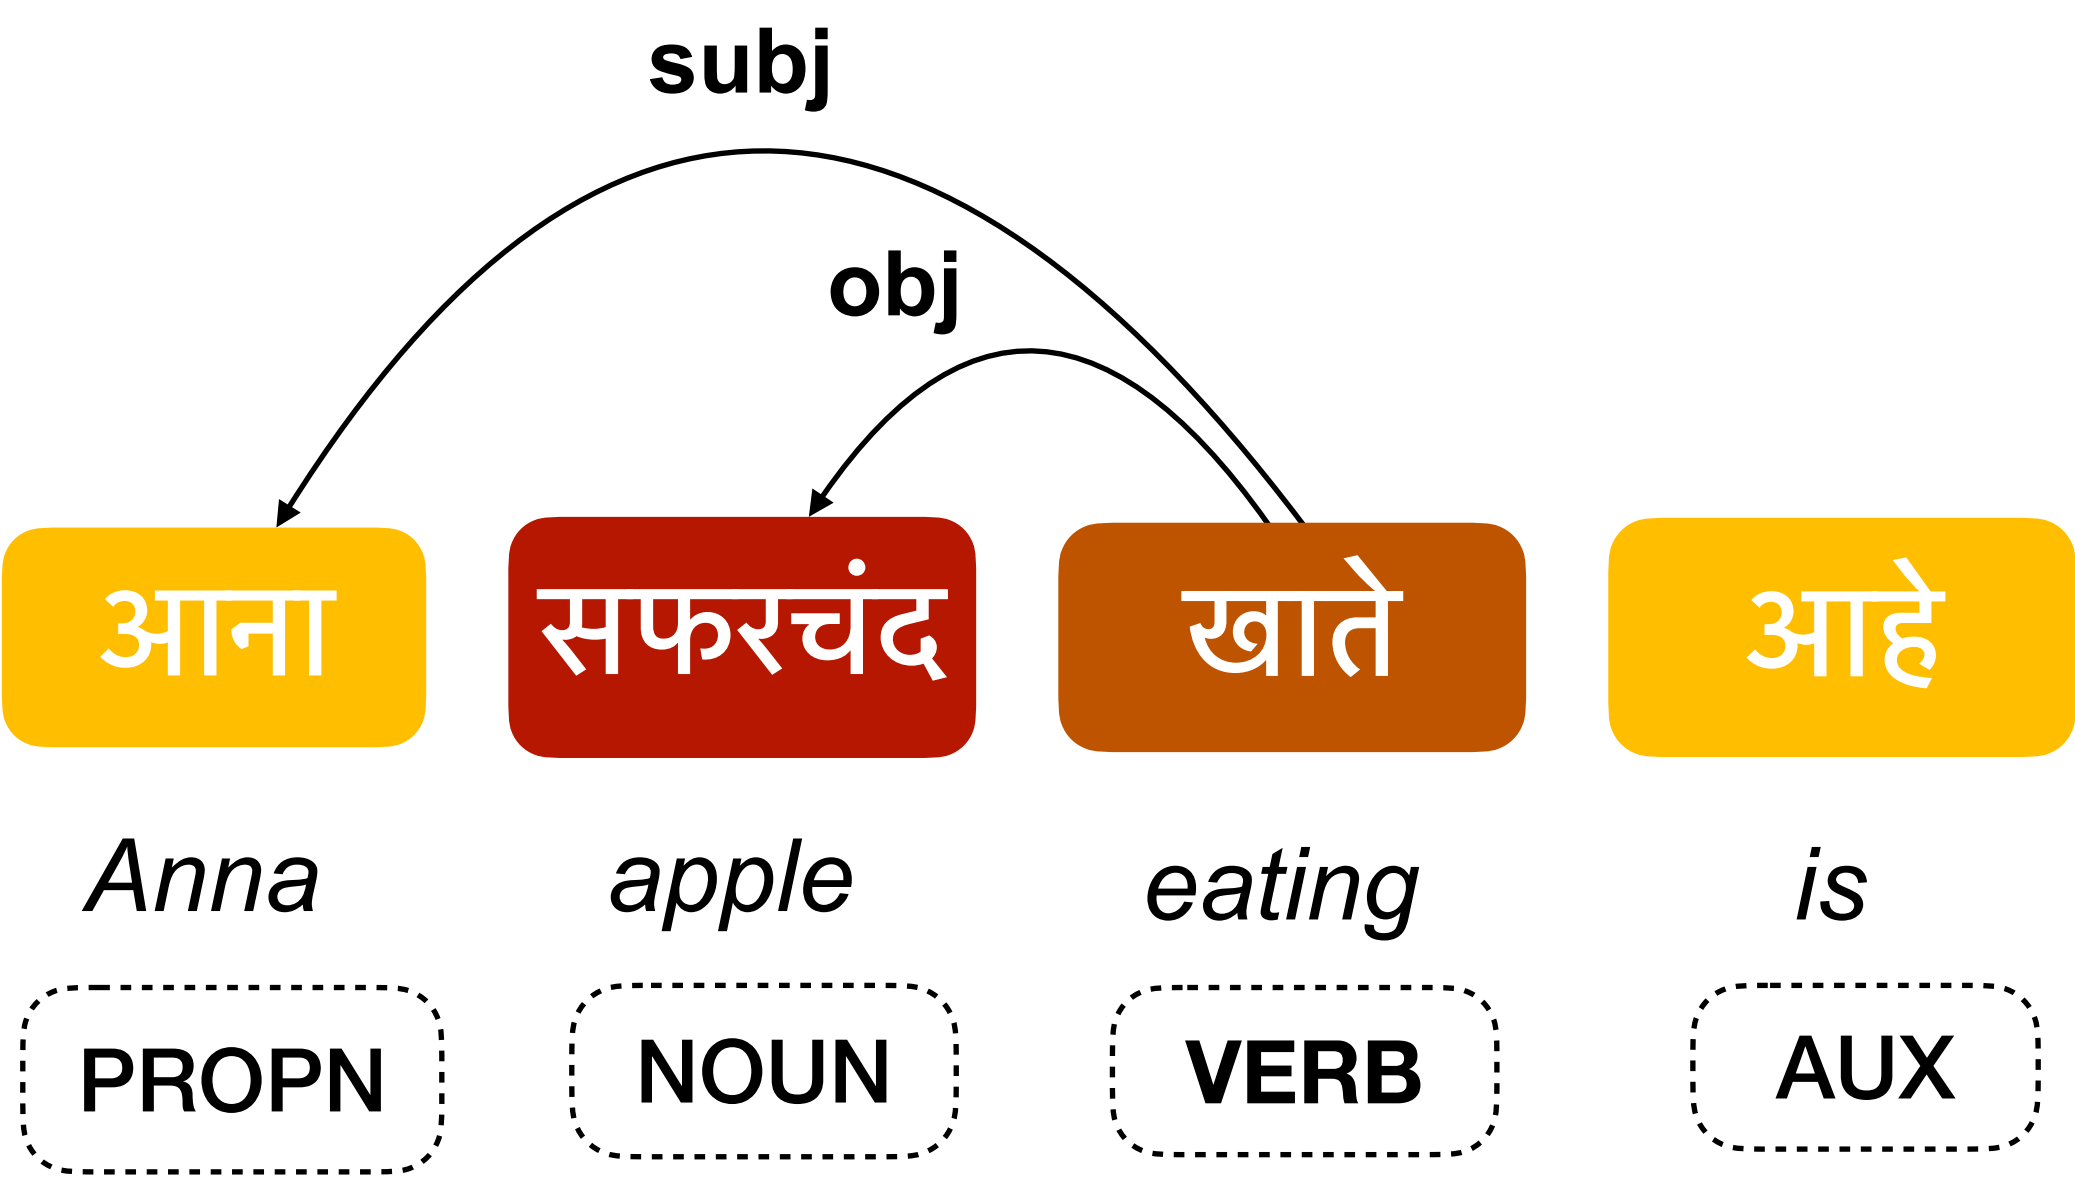 subj
obj
आना सफरचंद खाते आहे
Anna apple eating is
PROPN NOUN VERB AUX